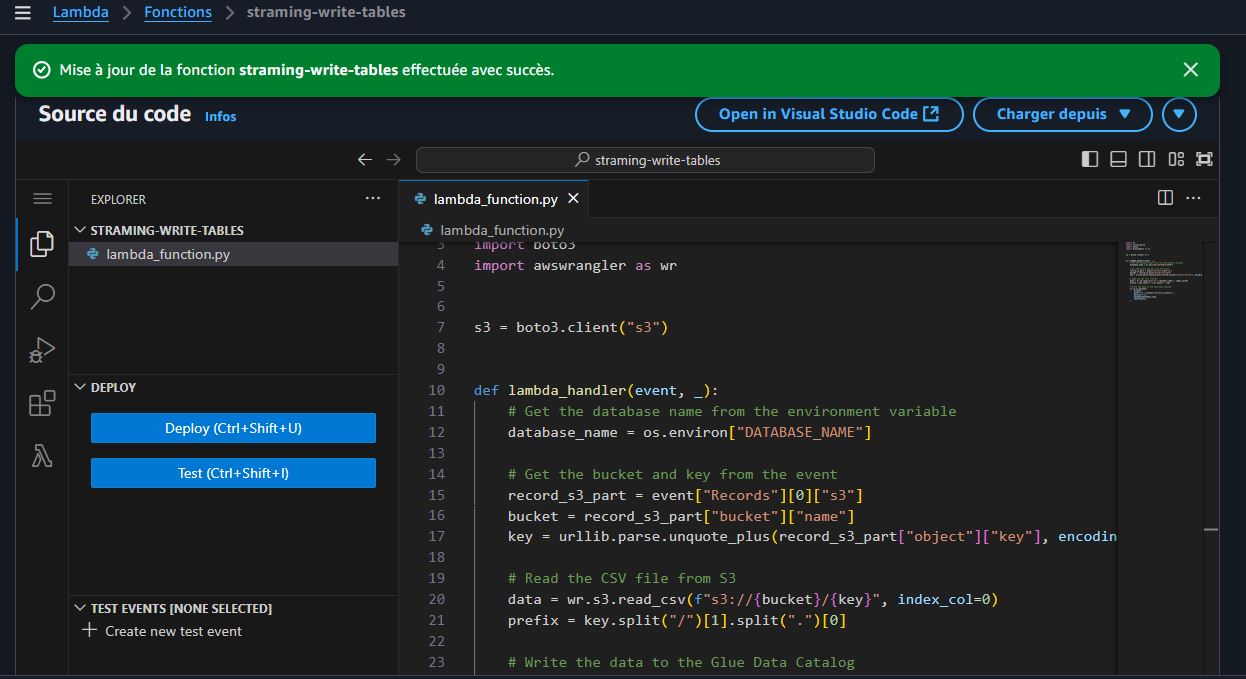 Lambda > Fonctions > straming-write-tables
Mise à jour de la fonction straming-write-tables effectuée avec succès.
Source du code Infos
Open in Visual Studio Code
Charger depuis
straming-write-tables
EXPLORER
STRAMING-WRITE-TABLES
lambda_function.py
DEPLOY
Deploy (Ctrl+Shift+U)
Test (Ctrl+Shift+I)
TEST EVENTS [NONE SELECTED]
Create new test event
lambda_function.py
lambda_function.py
3 import boto3
4 import awswrangler as wr
5
6
7 s3 = boto3.client("s3")
8
9
10 def lambda_handler(event, _):
11 # Get the database name from the environment variable
12 database_name = os.environ["DATABASE_NAME"]
13
14 # Get the bucket and key from the event
15 record_s3_part = event["Records"][0]["s3"]
16 bucket = record_s3_part["bucket"]["name"]
17 key = urllib.parse.unquote_plus(record_s3_part["object"]["key"], encodin
18
19 # Read the CSV file from S3
20 data = wr.s3.read_csv(f"s3://{bucket}/{key}", index_col=0)
21 prefix = key.split("/")[1].split(".")[0]
22
23 # Write the data to the Glue Data Catalog